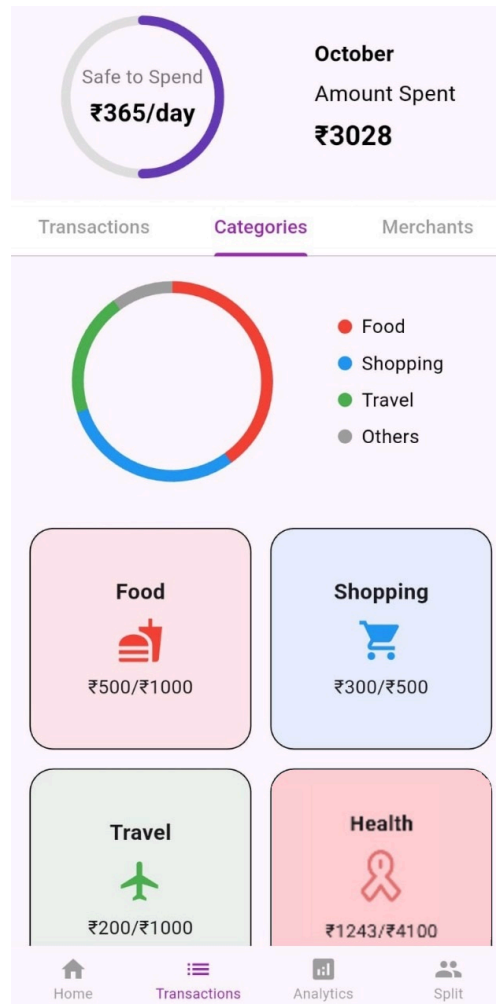 Safe to Spend
₹365/day
October
Amount Spent
₹3028
Transactions
Categories
Merchants
Food
Shopping
Travel
Others
Food
₹500/₹1000
Shopping
₹300/₹500
Travel
₹200/₹1000
Health
₹1243/₹4100
Home
Transactions
Analytics
Split